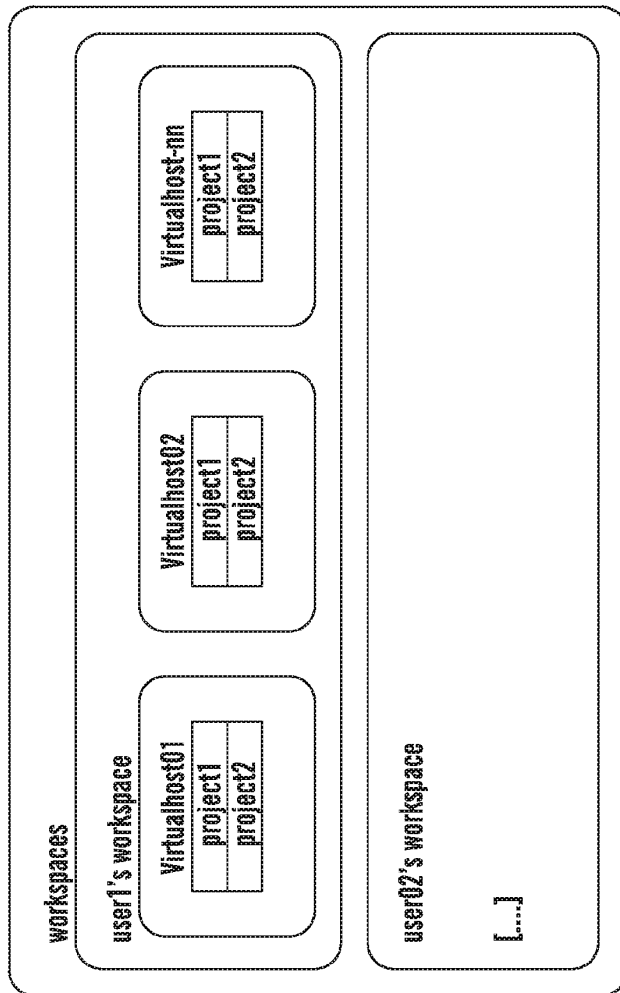 workspaces
user1's workspace
Virtualhost01
project1
project2
Virtualhost02
project1
project2
Virtualhost-nn
project1
project2
user02's workspace
[....]